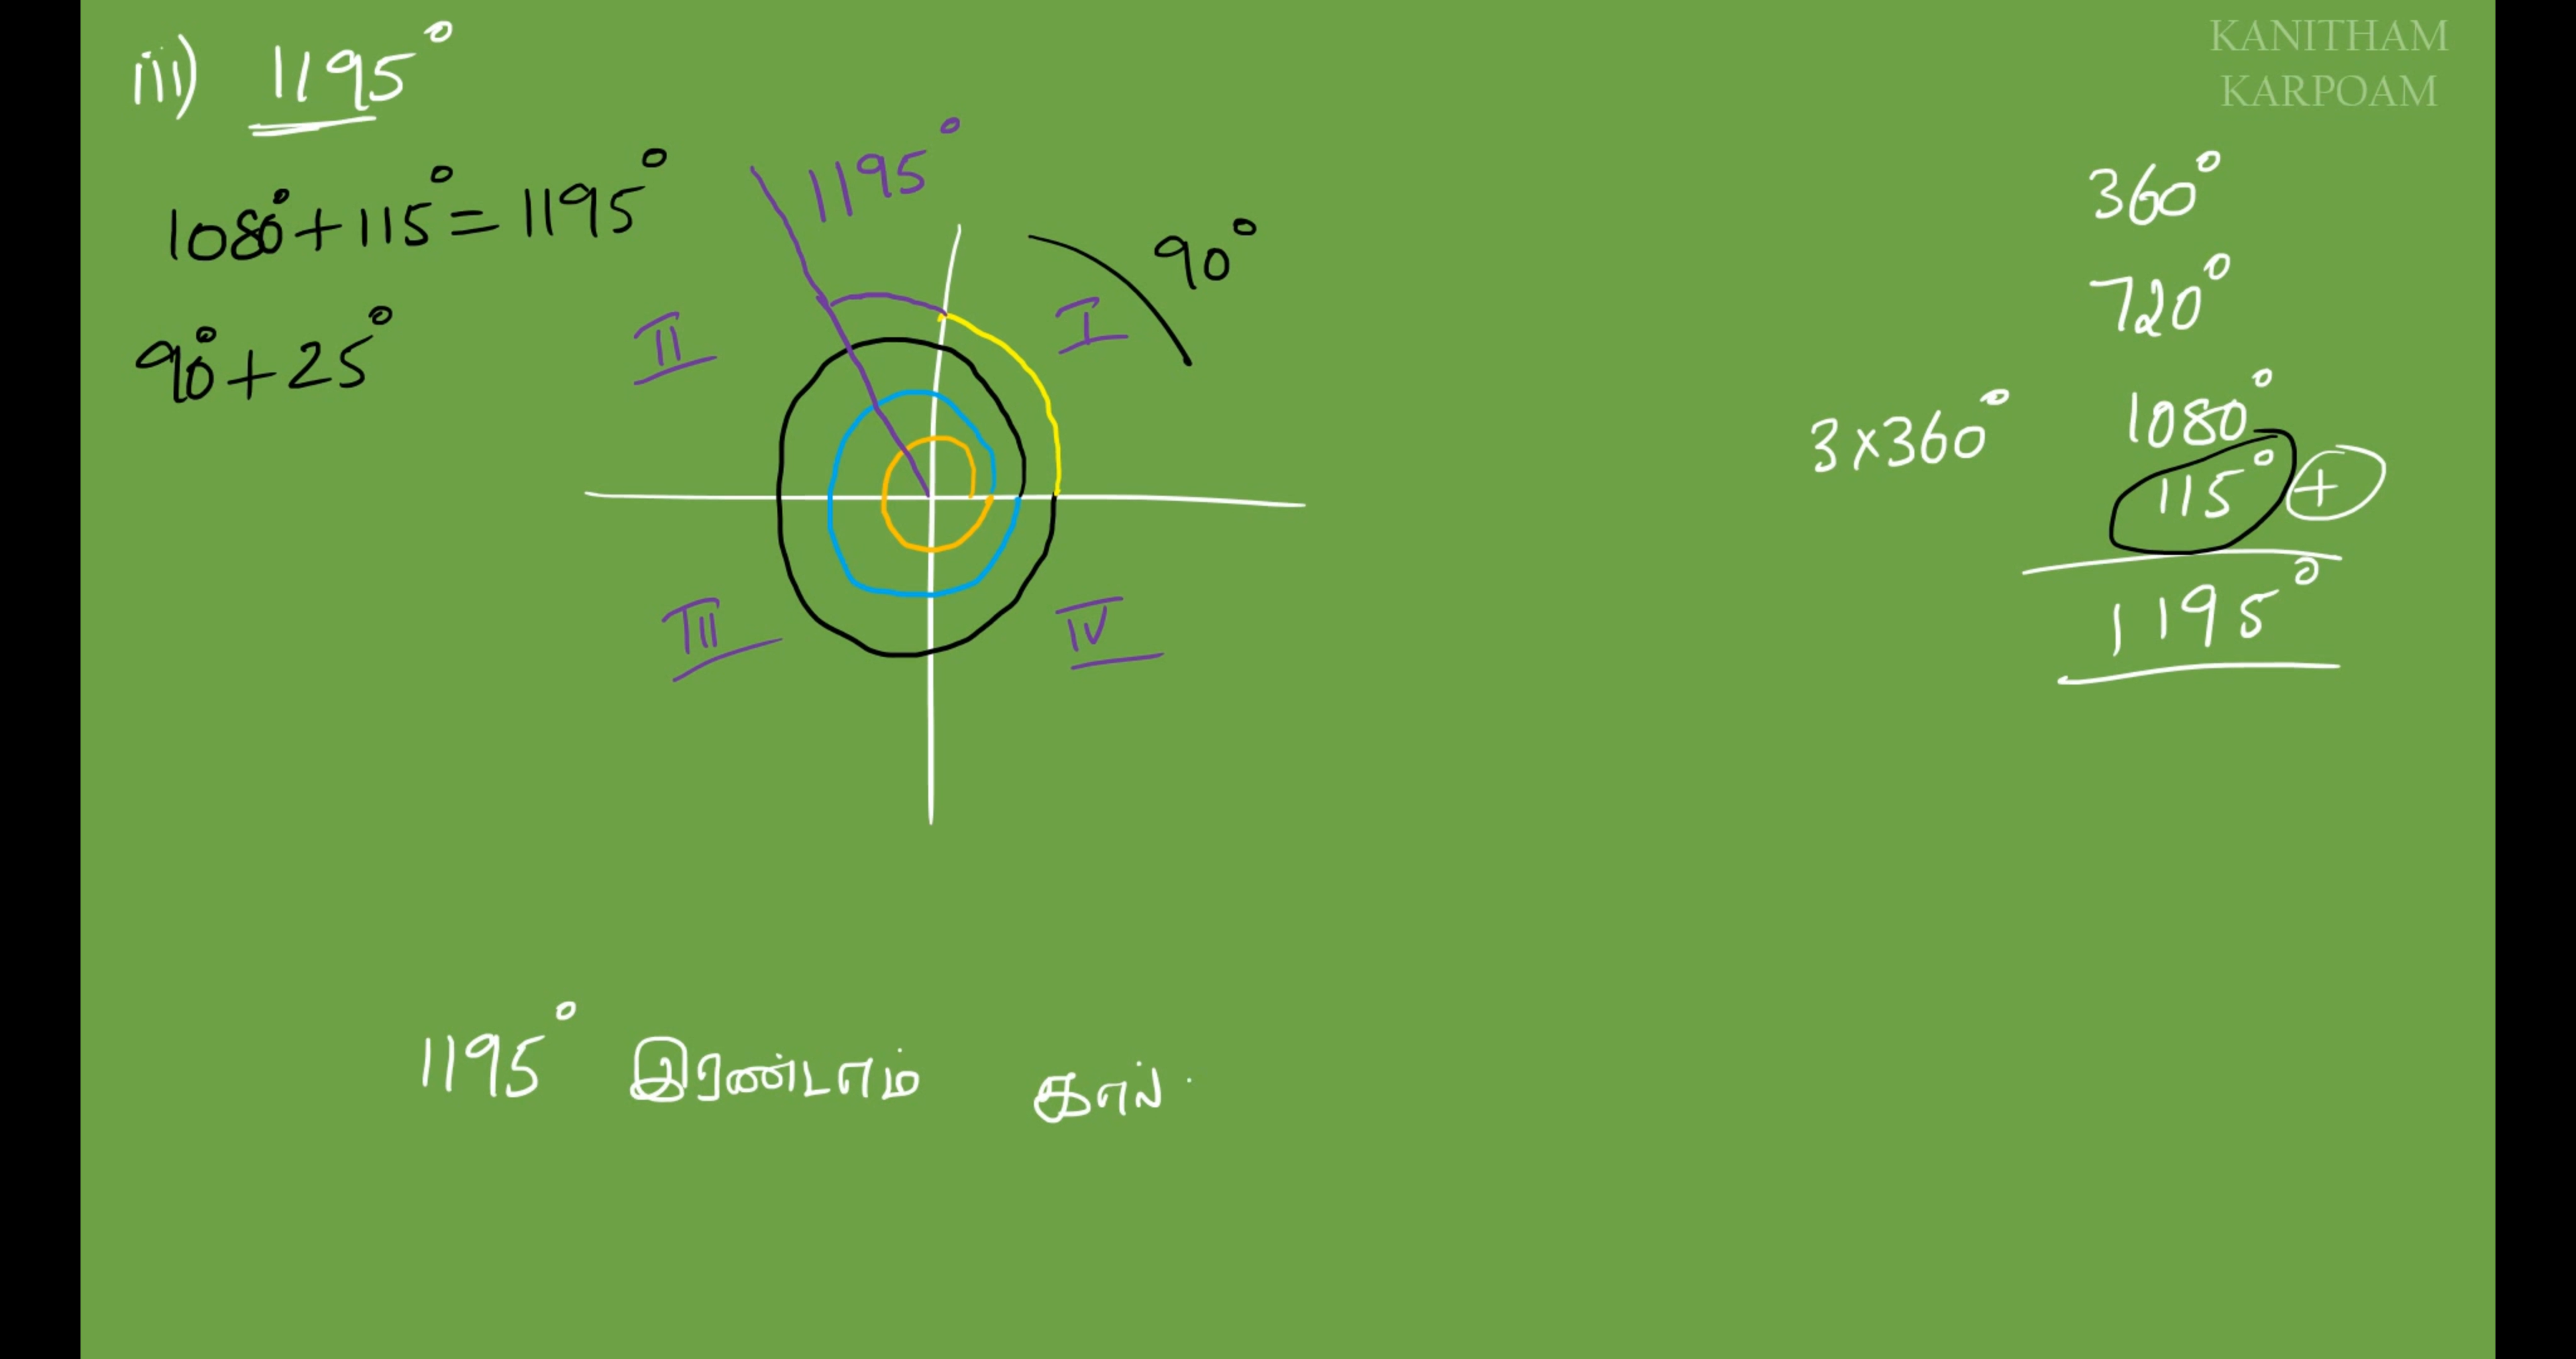 iii) 1195°
KANITHAM
KARPOAM
1080° + 115° = 1195°
90° + 25°
1195°
90°
I
II
III
IV
360°
720°
3 × 360° 1080°
115° +
1195°
1195° இரண்டாம் கால்